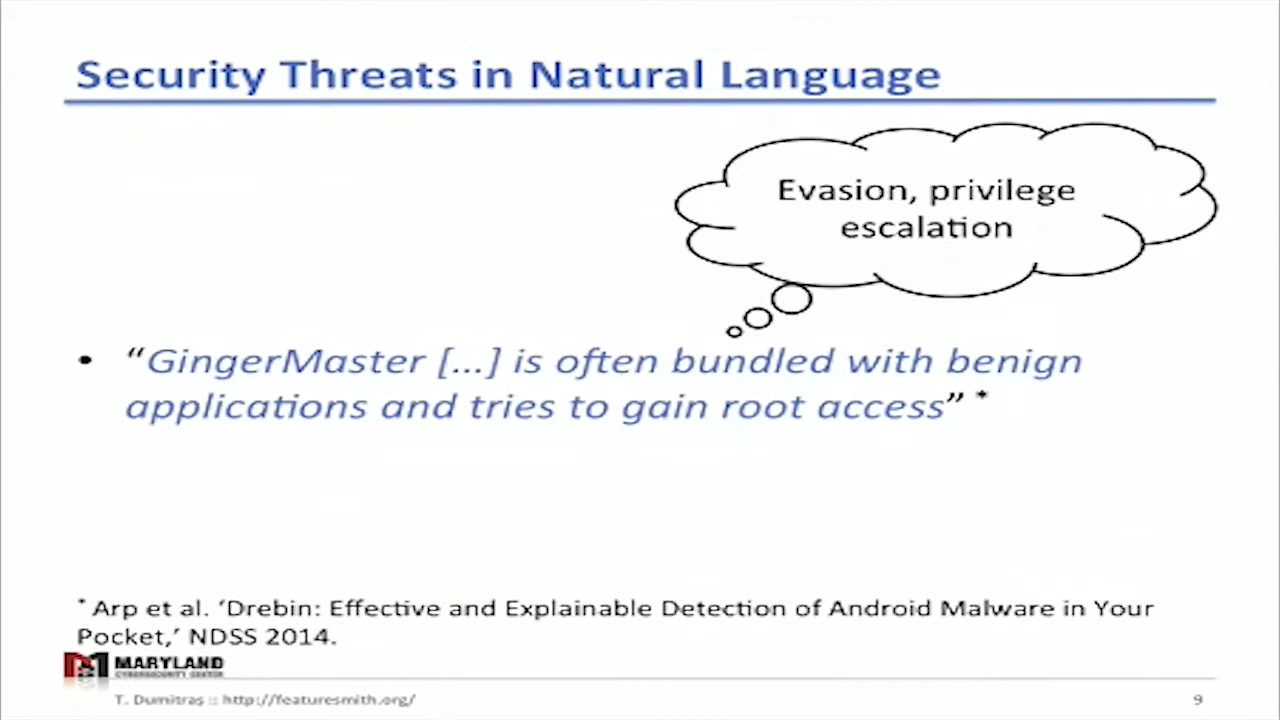 Security Threats in Natural Language
Evasion, privilege
escalation
• “GingerMaster [...] is often bundled with benign
applications and tries to gain root access” *
* Arp et al. ‘Drebin: Effective and Explainable Detection of Android Malware in Your
Pocket,’ NDSS 2014.
MARYLAND
CYBERSECURITY CENTER
T. Dumitraş :: http://featuresmith.org/
9